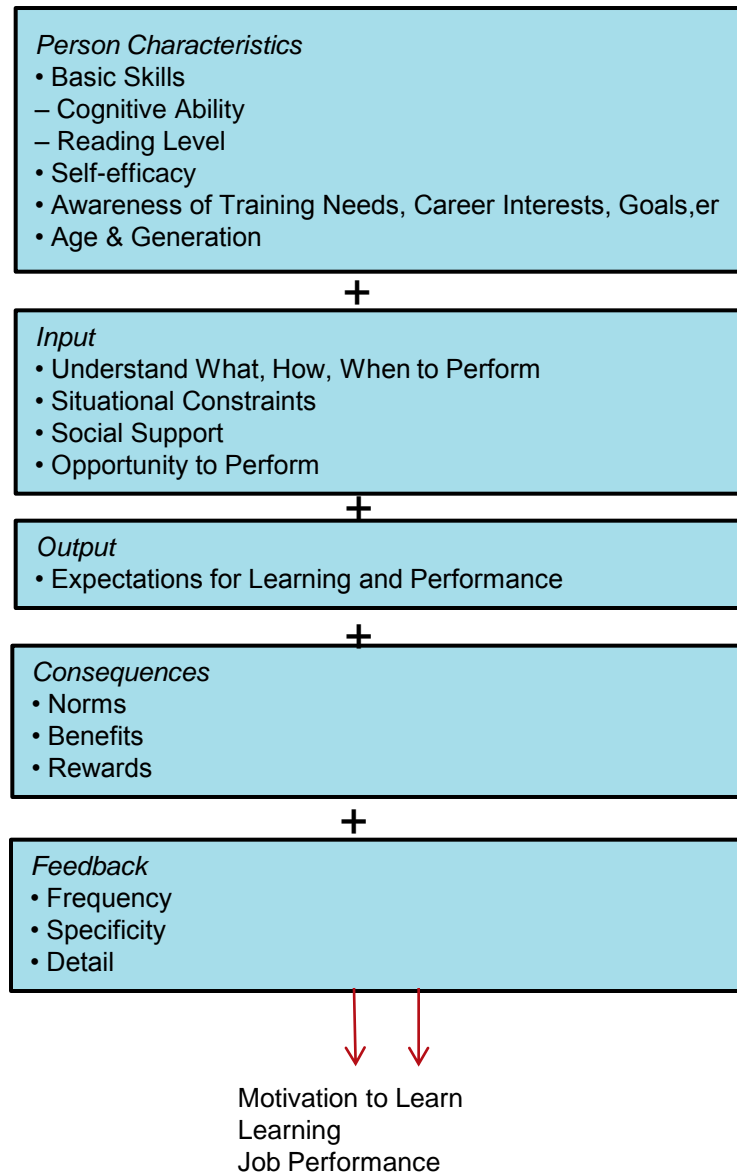 Person Characteristics
• Basic Skills
– Cognitive Ability
– Reading Level
• Self-efficacy
• Awareness of Training Needs, Career Interests, Goals,er
• Age & Generation
+
Input
• Understand What, How, When to Perform
• Situational Constraints
• Social Support
• Opportunity to Perform
+
Output
• Expectations for Learning and Performance
+
Consequences
• Norms
• Benefits
• Rewards
+
Feedback
• Frequency
• Specificity
• Detail
Motivation to Learn
Learning
Job Performance